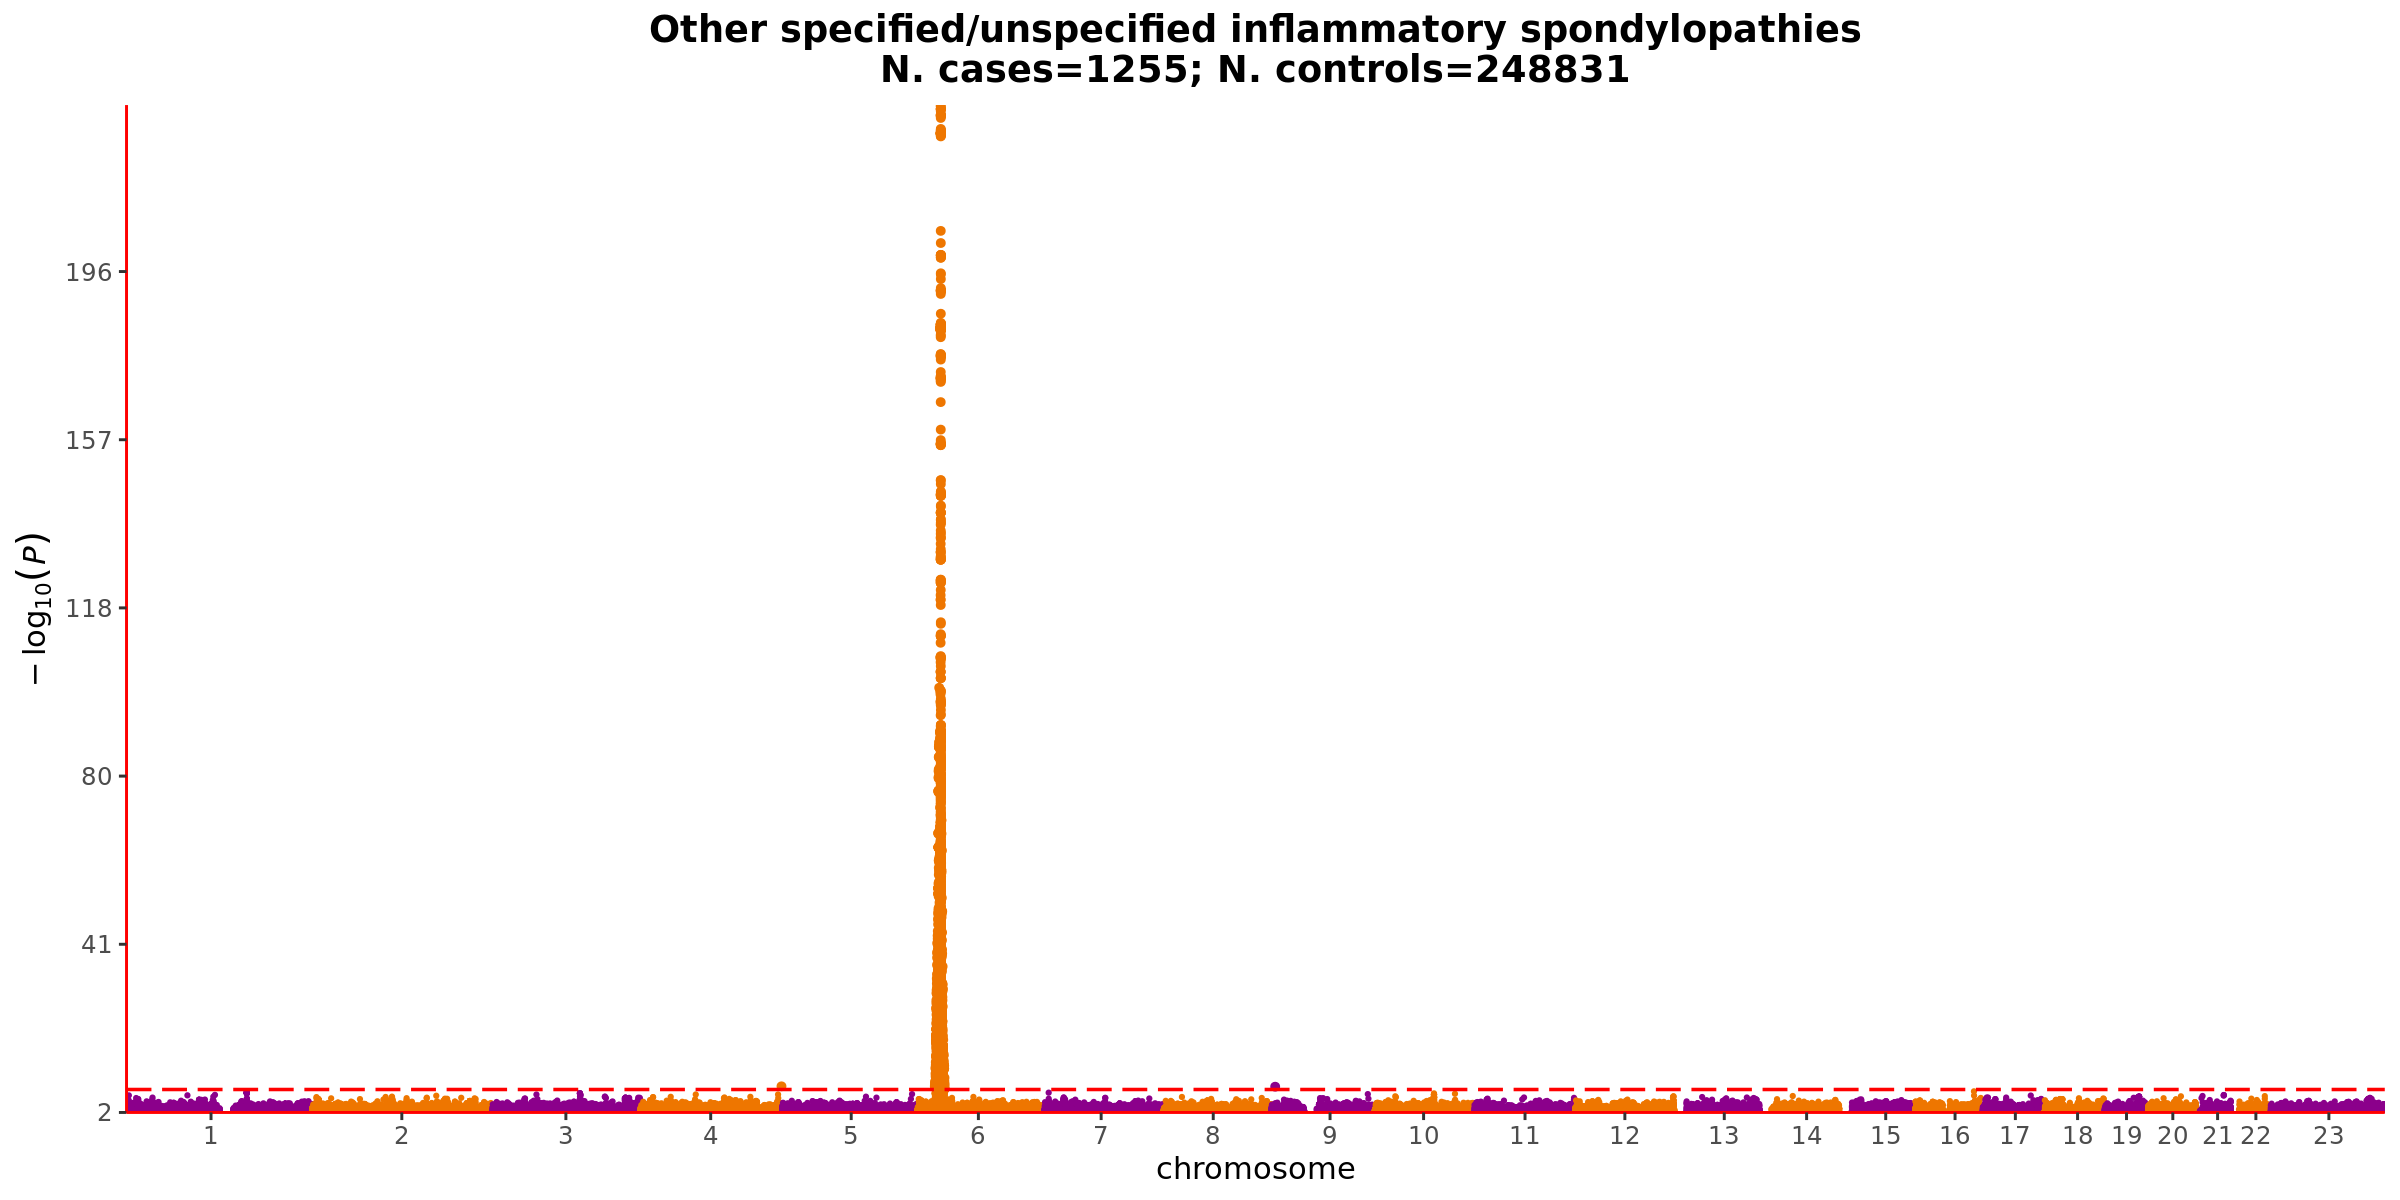 Other specified/unspecified inflammatory spondylopathies
N. cases=1255; N. controls=248831
196
157
118
80
41
2
−log10(P)
1 2 3 4 5 6 7 8 9 10 11 12 13 14 15 16 17 18 19 20 21 22 23
chromosome